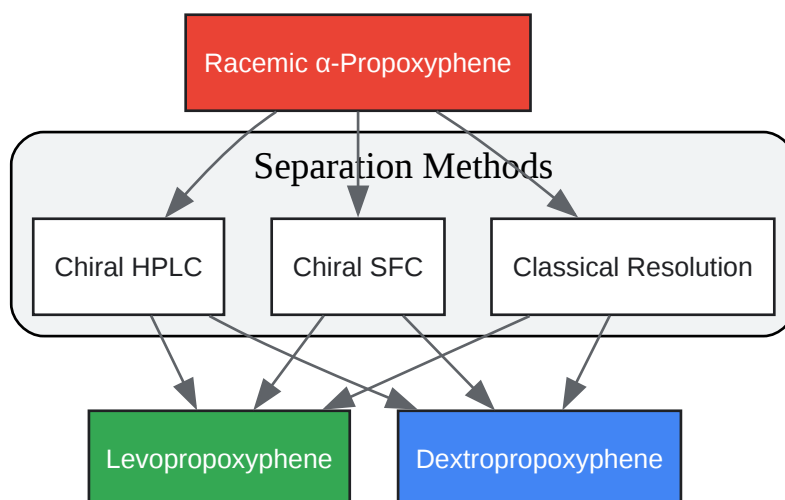 Racemic α-Propoxyphene
Separation Methods
Chiral HPLC
Chiral SFC
Classical Resolution
Levopropoxyphene
Dextropropoxyphene